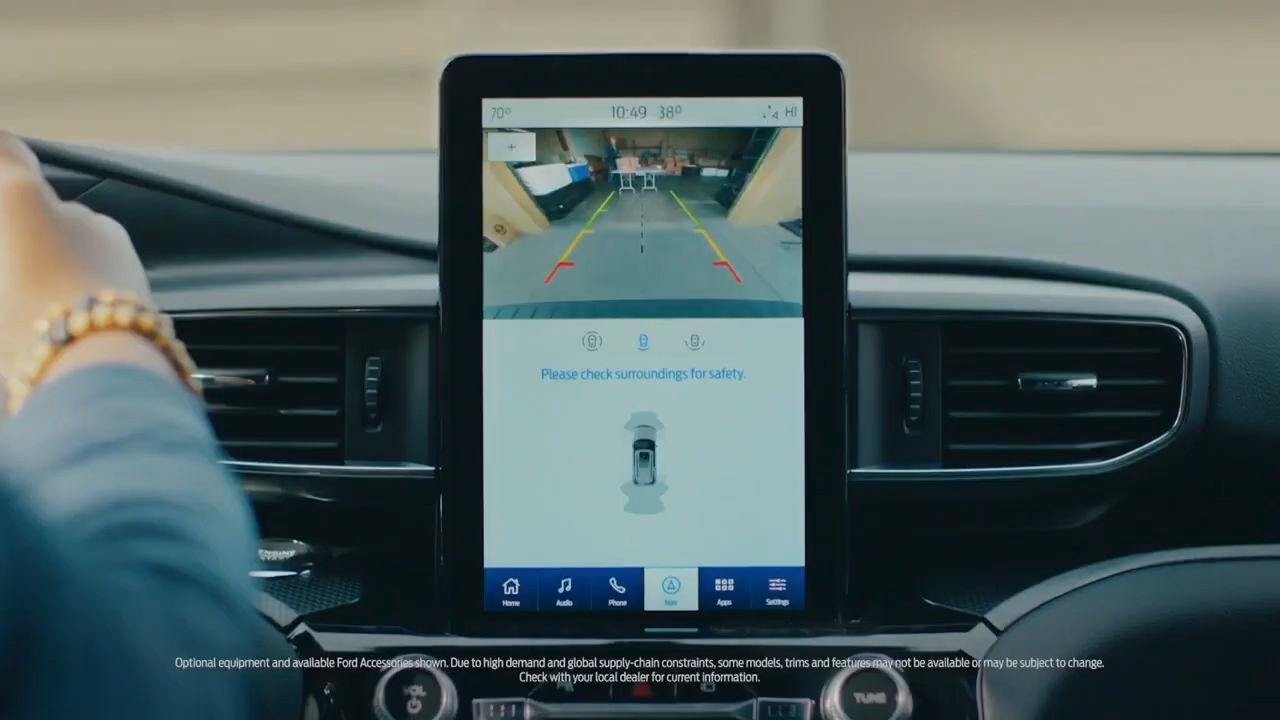 70° 10:49 38° HI
+
Please check surroundings for safety.
Home Audio Phone Nav Apps Settings
ENGINE
Optional equipment and available Ford Accessories shown. Due to high demand and global supply-chain constraints, some models, trims and features may not be available or may be subject to change.
Check with your local dealer for current information.
VOL TUNE